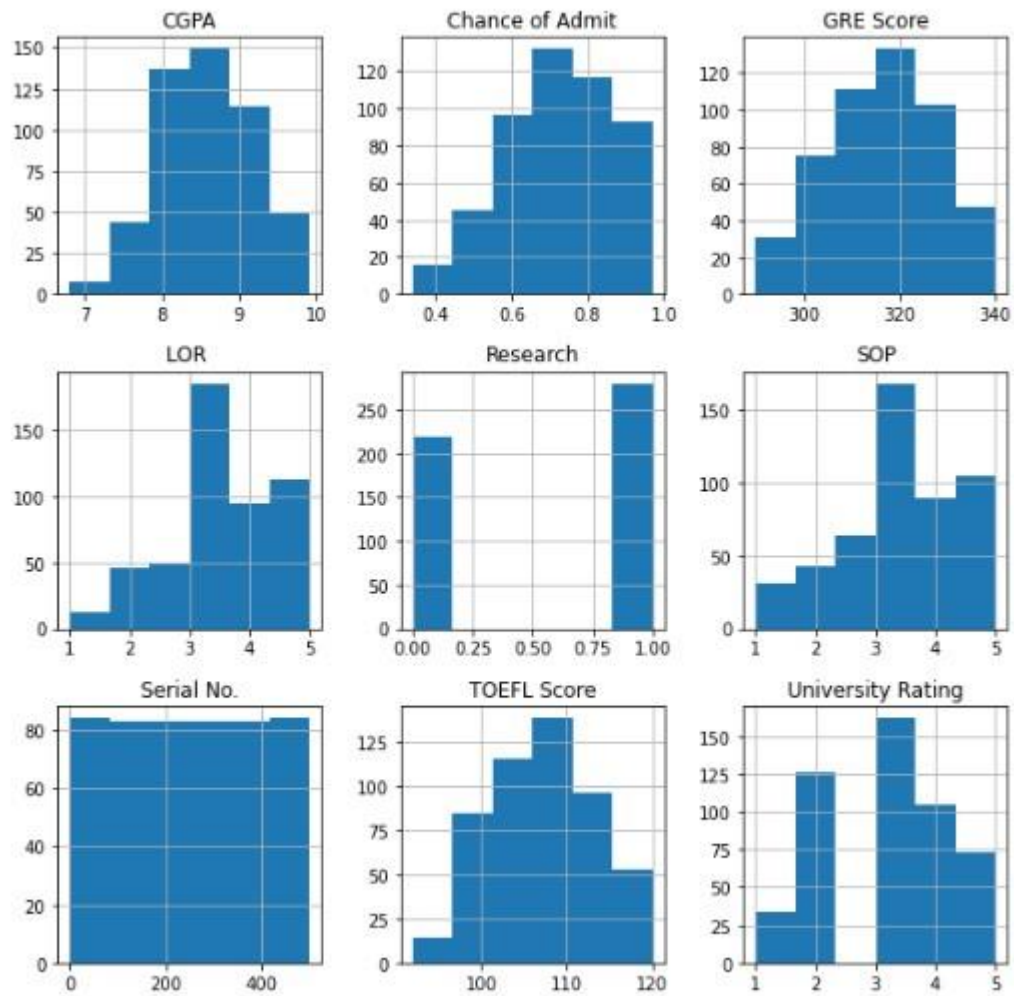 CGPA
Chance of Admit
GRE Score
150
125
100
75
50
25
0
7 8 9 10
120
100
80
60
40
20
0
0.4 0.6 0.8 1.0
120
100
80
60
40
20
0
300 320 340
LOR
Research
SOP
150
100
50
0
1 2 3 4 5
250
200
150
100
50
0
0.00 0.25 0.50 0.75 1.00
150
100
50
0
1 2 3 4 5
Serial No.
TOEFL Score
University Rating
80
60
40
20
0
0 200 400
125
100
75
50
25
0
100 110 120
150
125
100
75
50
25
0
1 2 3 4 5